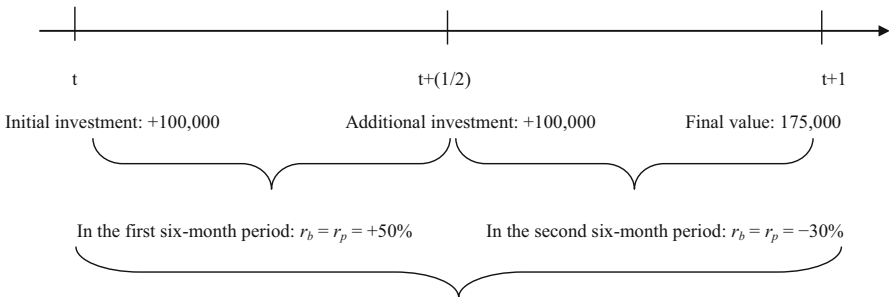 t t+(1/2) t+1
Initial investment: +100,000 Additional investment: +100,000 Final value: 175,000
In the first six-month period: r_b = r_p = +50% In the second six-month period: r_b = r_p = −30%